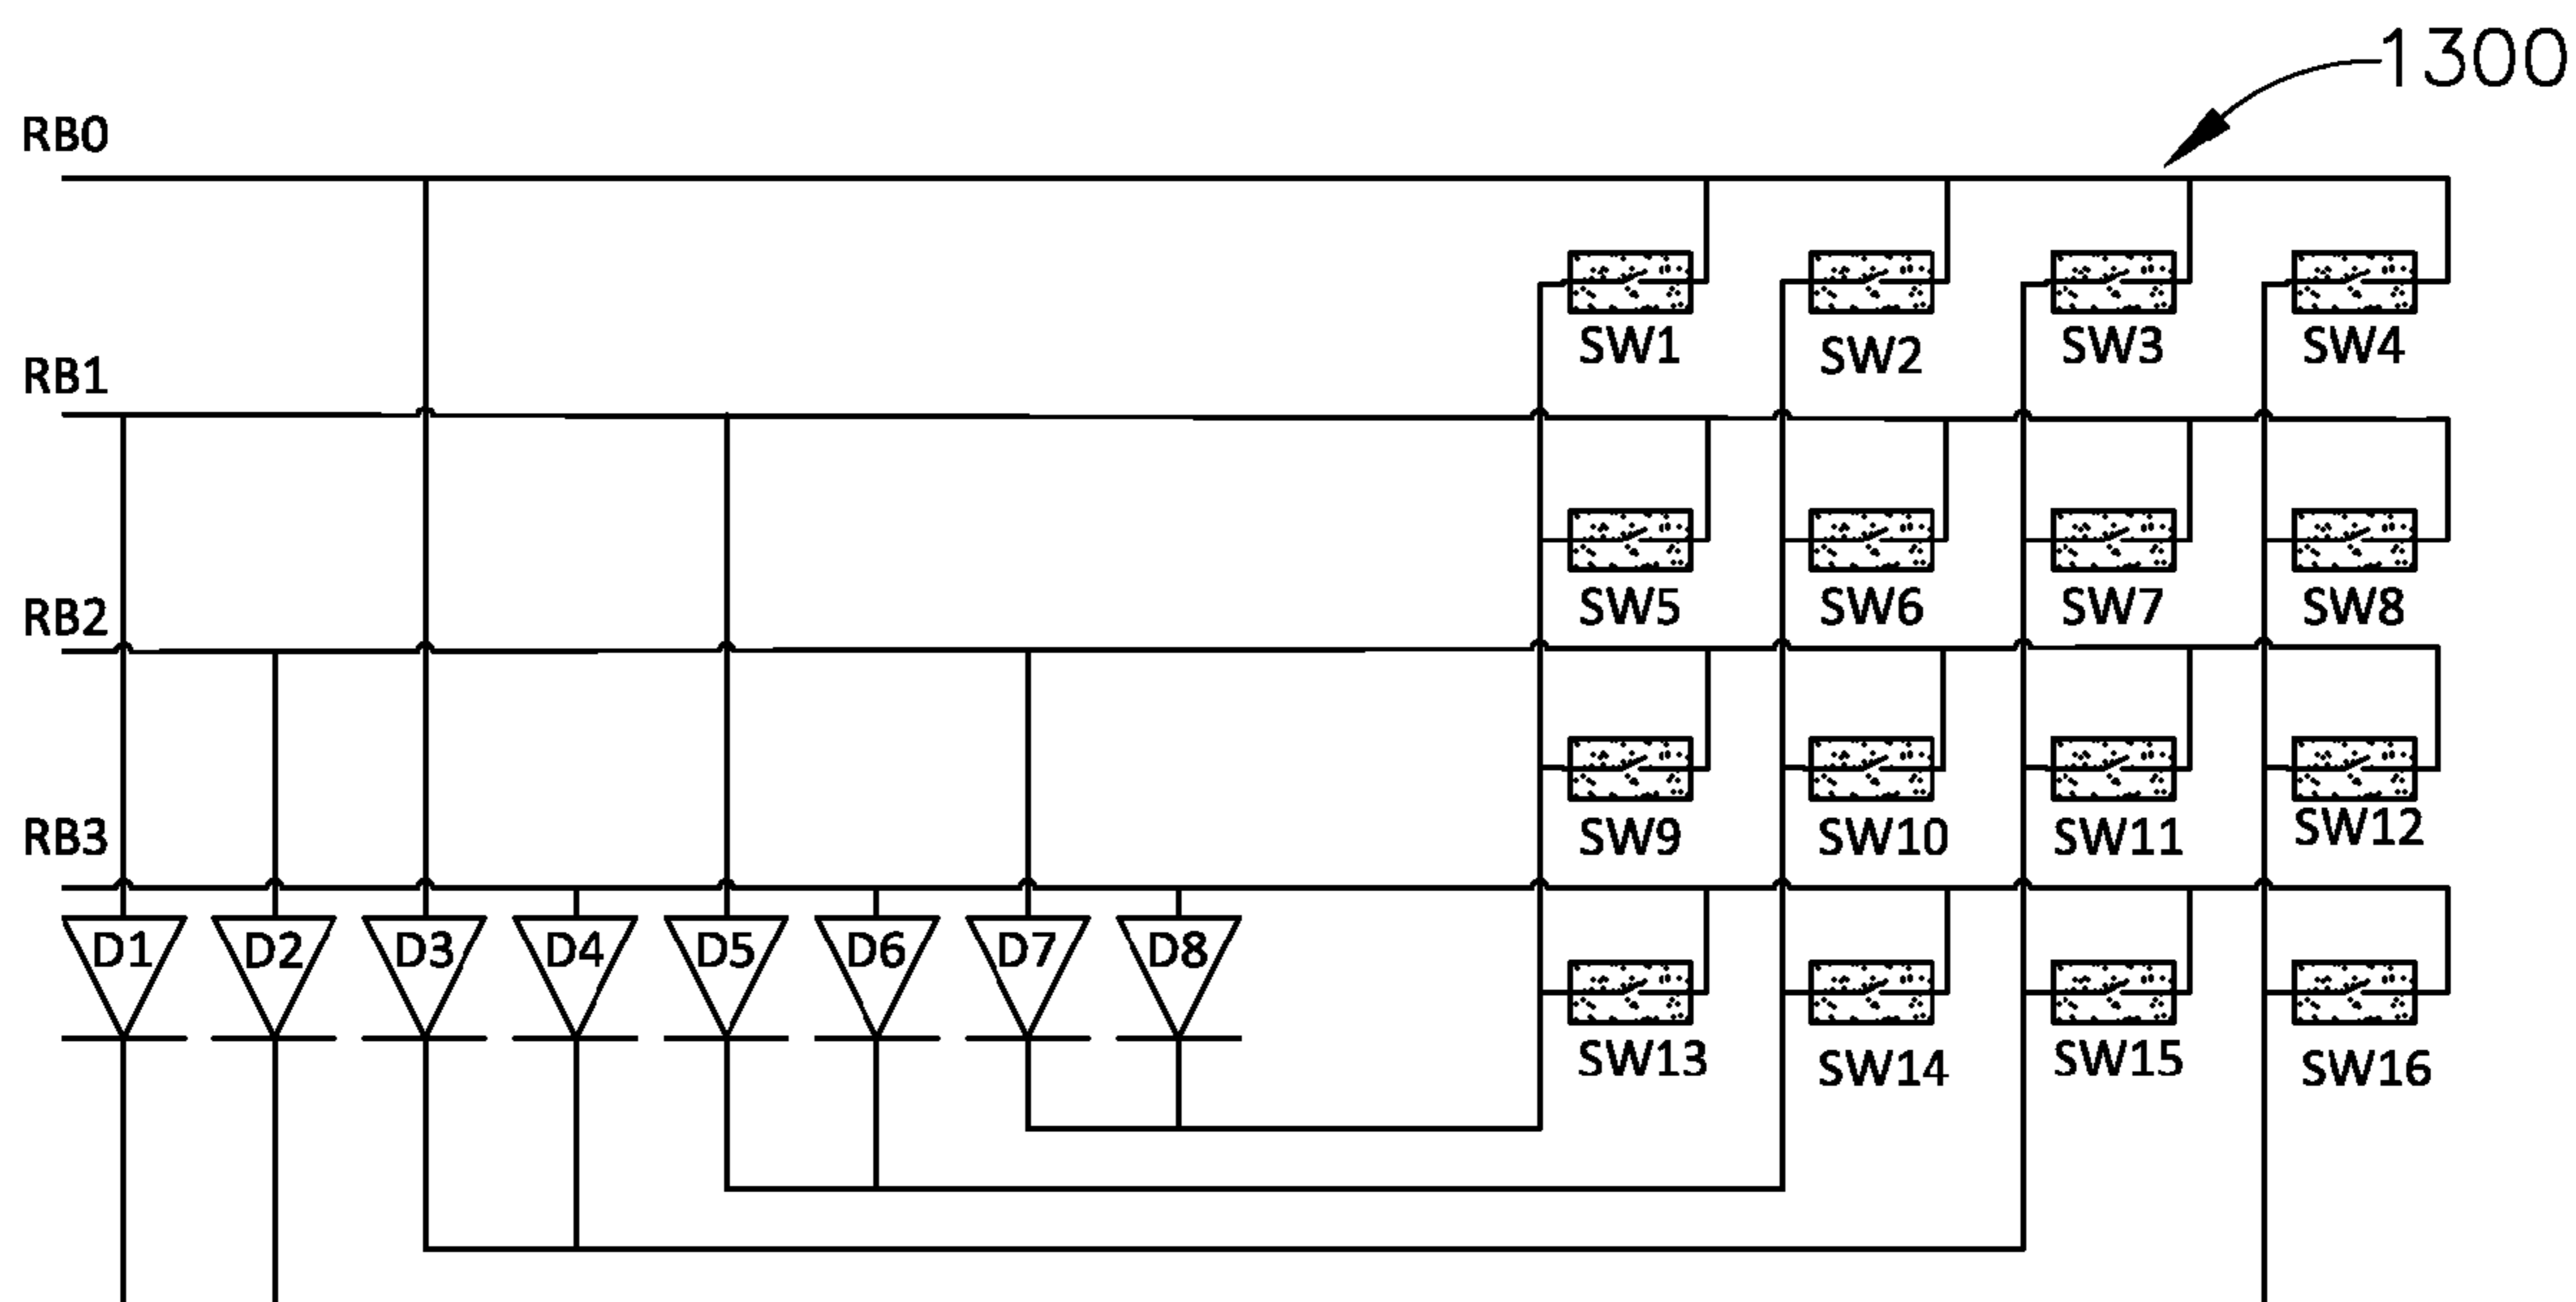 1300
RB0
SW1 SW2 SW3 SW4
RB1
SW5 SW6 SW7 SW8
RB2
SW9 SW10 SW11 SW12
RB3
D1 D2 D3 D4 D5 D6 D7 D8
SW13 SW14 SW15 SW16